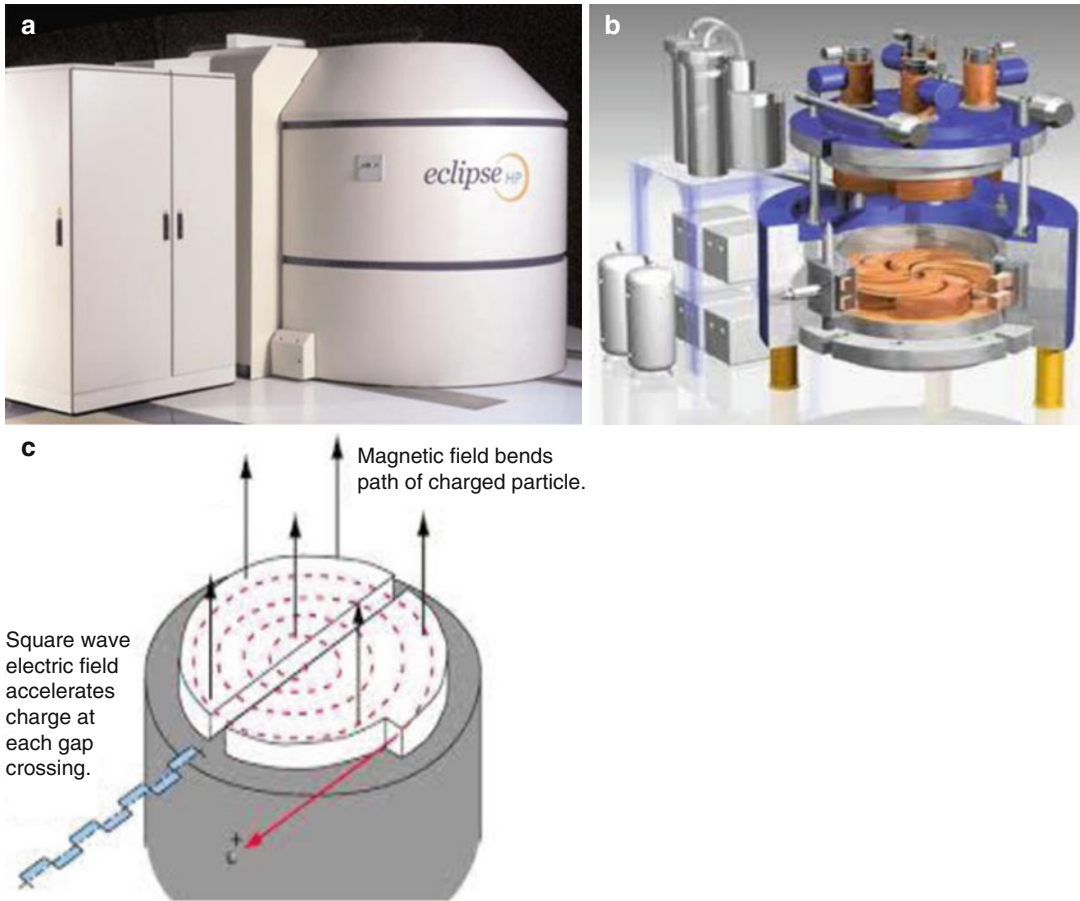 a
eclipse HP
b
c
Magnetic field bends
path of charged particle.
Square wave
electric field
accelerates
charge at
each gap
crossing.
+